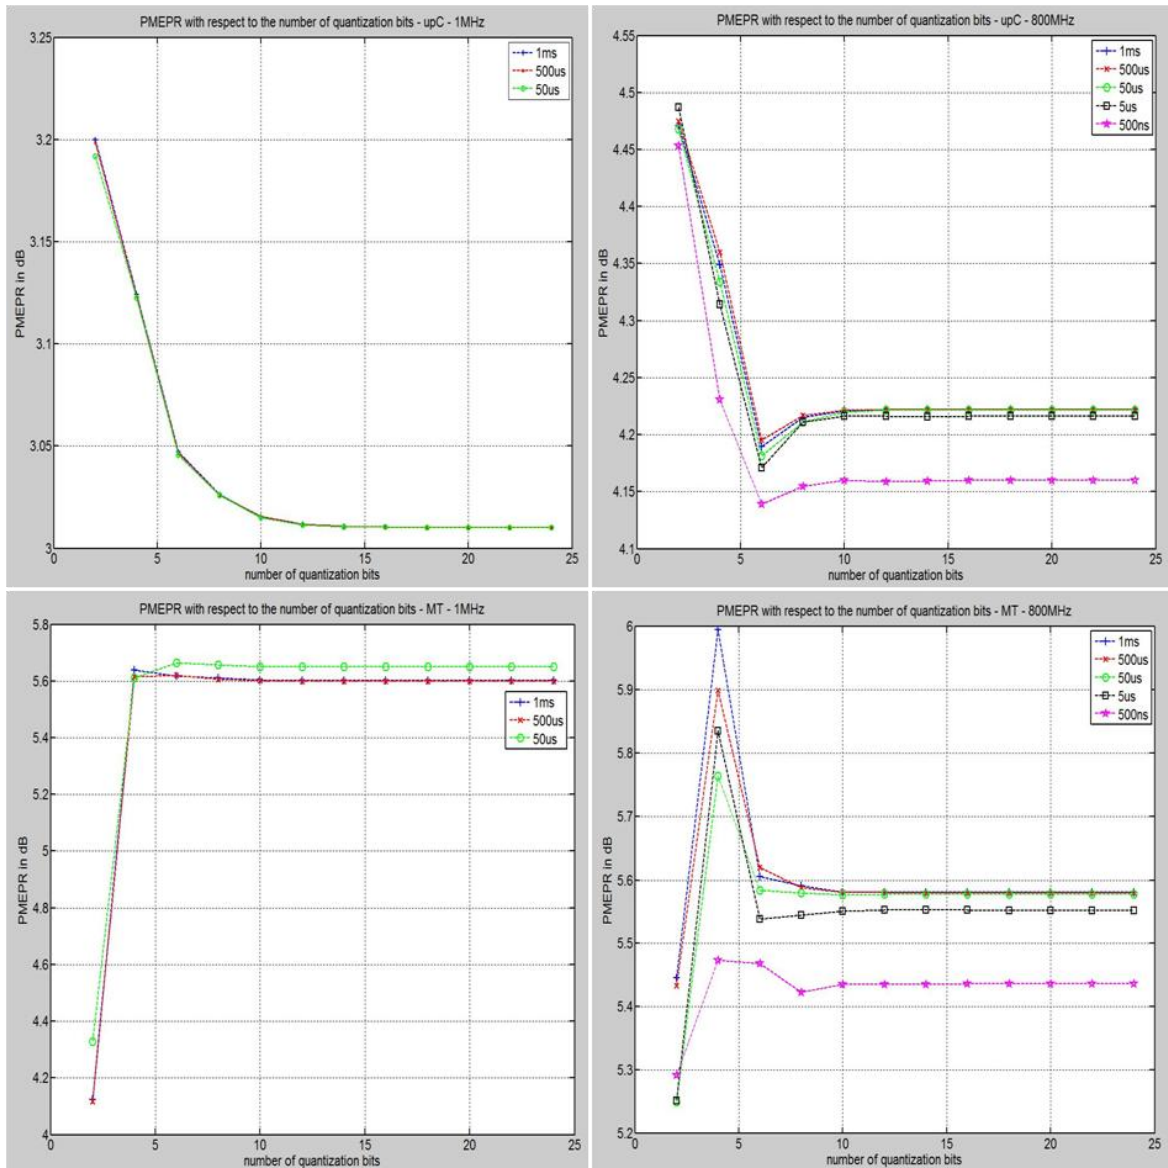 PMEPR with respect to the number of quantization bits - upC - 1MHz
3.25
3.2
3.15
3.1
3.05
3
PMEPR in dB
1ms
500us
50us
0 5 10 15 20 25
number of quantization bits
PMEPR with respect to the number of quantization bits - upC - 800MHz
4.55
4.5
4.45
4.4
4.35
4.3
4.25
4.2
4.15
4.1
PMEPR in dB
1ms
500us
50us
5us
500ns
0 5 10 15 20 25
number of quantization bits
PMEPR with respect to the number of quantization bits - MT - 1MHz
5.8
5.6
5.4
5.2
5
4.8
4.6
4.4
4.2
4
PMEPR in dB
1ms
500us
50us
0 5 10 15 20 25
number of quantization bits
PMEPR with respect to the number of quantization bits - MT - 800MHz
6
5.9
5.8
5.7
5.6
5.5
5.4
5.3
5.2
PMEPR in dB
1ms
500us
50us
5us
500ns
0 5 10 15 20 25
number of quantization bits